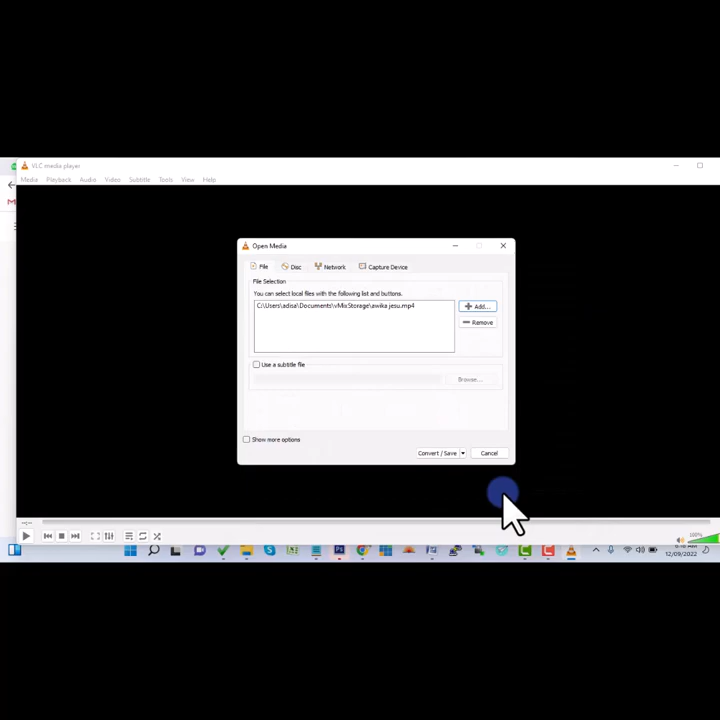 VLC media player
Media Playback Audio Video Subtitle Tools View Help
Open Media
File Disc Network Capture Device
File Selection
You can select local files with the following list and buttons.
C:\Users\adisa\Documents\vMixStorage\awika jesu.mp4
Add...
Remove
Use a subtitle file
Browse...
Show more options
Convert / Save Cancel
--:--
100%
12/09/2022